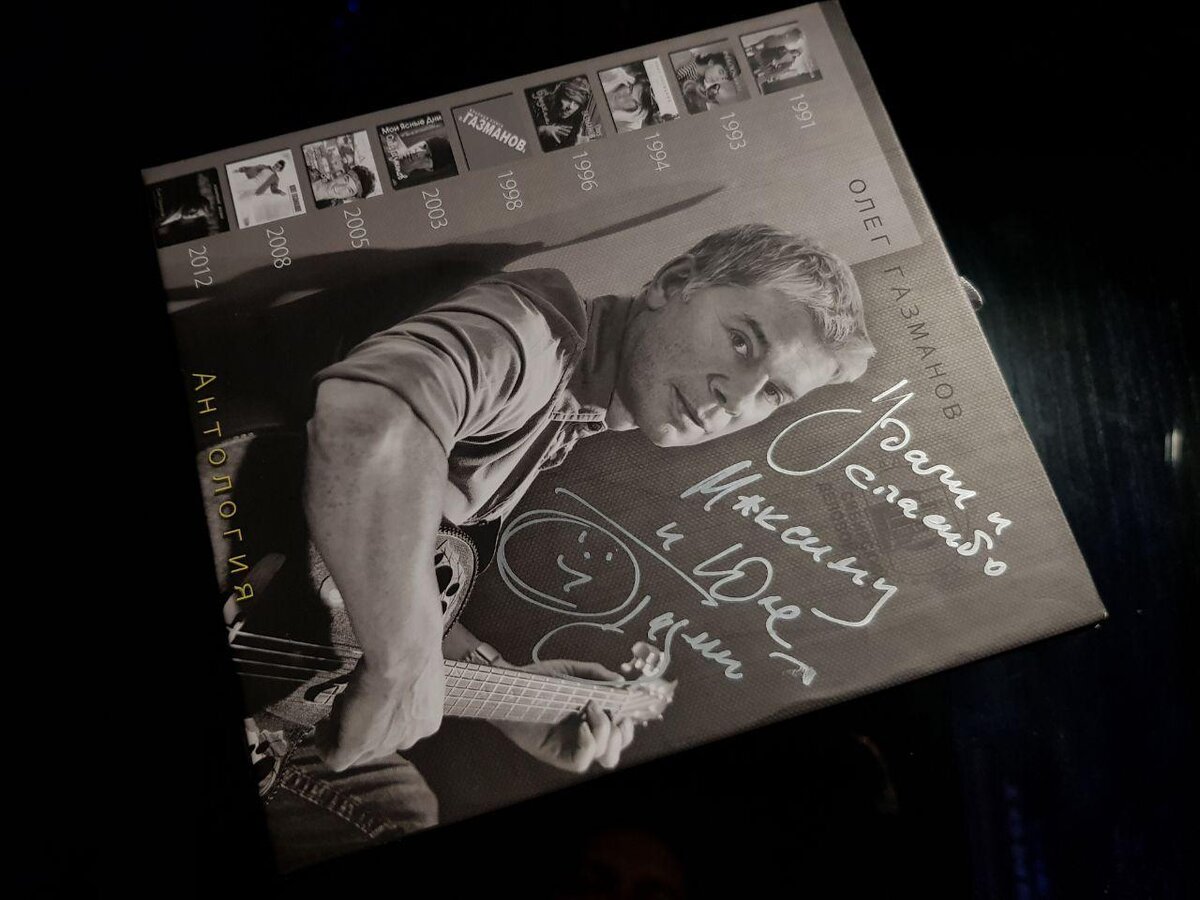 ОЛЕГ ГАЗМАНОВ
1991
1993
1994
1996
1998
2003
2005
2008
2012
ГАЗМАНОВ
Мои Ясные Дни
Удачи и
спасибо
Максиму
и Юле
АНТОЛОГИЯ